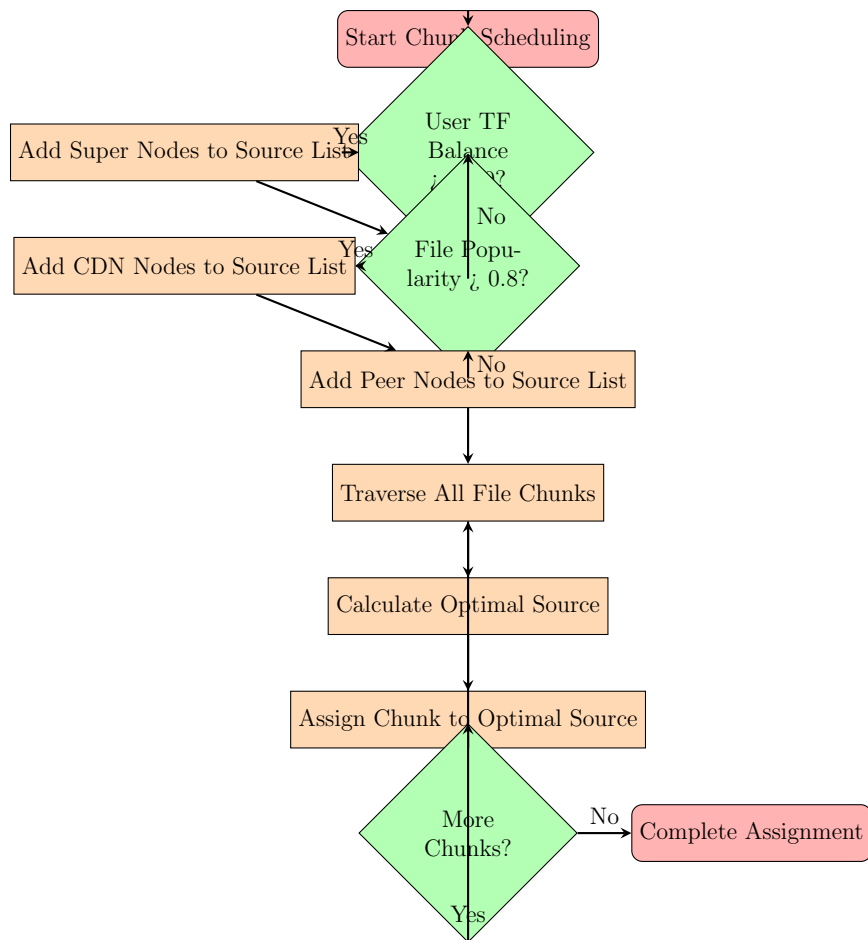 Start Chunk Scheduling
User TF
Balance
Yes
Add Super Nodes to Source List
No
File Popu-
larity ¿ 0.8?
Yes
Add CDN Nodes to Source List
No
Add Peer Nodes to Source List
Traverse All File Chunks
Calculate Optimal Source
Assign Chunk to Optimal Source
More
Chunks?
No
Complete Assignment
Yes